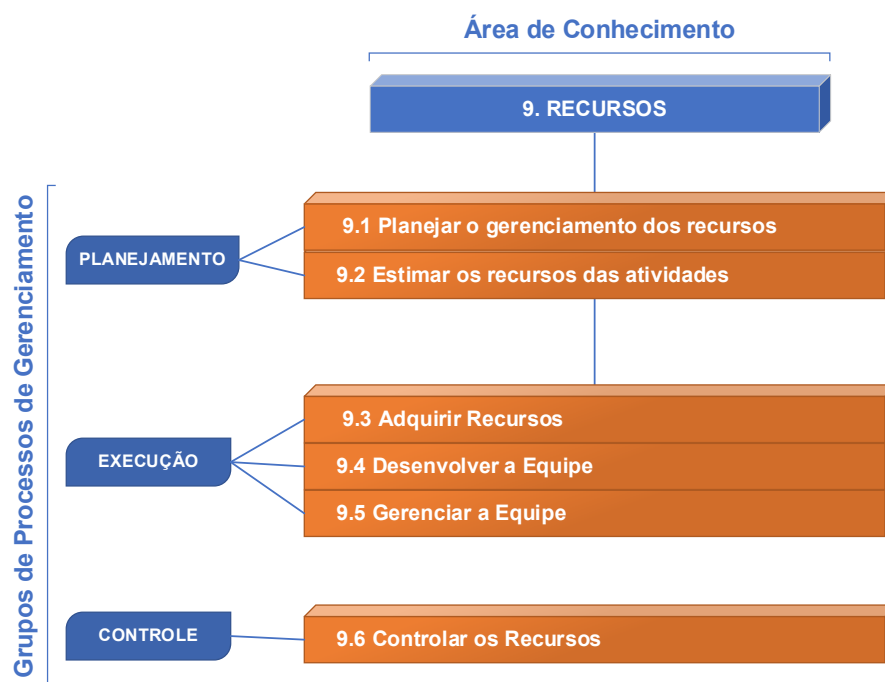 Área de Conhecimento
9. RECURSOS
Grupos de Processos de Gerenciamento
PLANEJAMENTO
9.1 Planejar o gerenciamento dos recursos
9.2 Estimar os recursos das atividades
EXECUÇÃO
9.3 Adquirir Recursos
9.4 Desenvolver a Equipe
9.5 Gerenciar a Equipe
CONTROLE
9.6 Controlar os Recursos